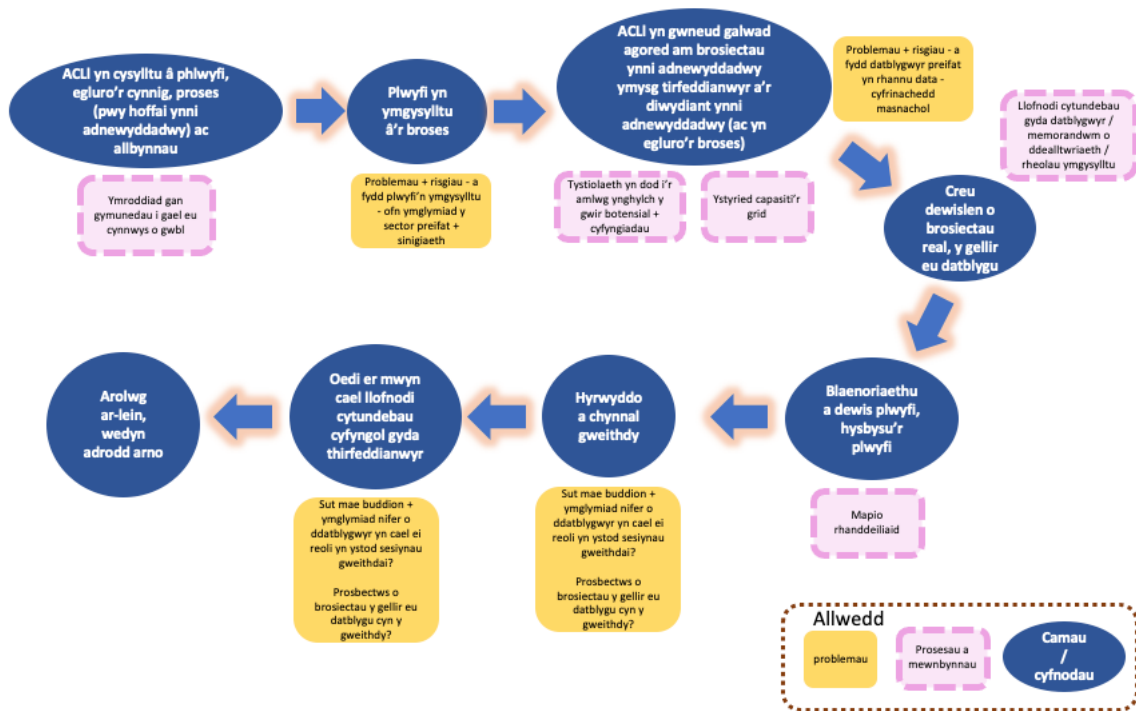 ACLl yn cysylltu â phlwyfi,
egluro'r cynnig, proses
(pwy hoffai ynni
adnewyddadwy) ac
allbynnau
Ymroddiad gan
gymunedau i gael eu
cynnwys o gwbl
Plwyfi yn
ymgysylltu
â'r broses
Problemau + risgiau - a
fydd plwyfi'n ymgysylltu
- ofn ymglymiad y
sector preifat +
sinigiaeth
ACLl yn gwneud galwad
agored am brosiectau
ynni adnewyddadwy
ymysg tirfeddianwyr a'r
diwydiant ynni
adnewyddadwy (ac yn
egluro'r broses)
Tystiolaeth yn dod i'r
amlwg ynghylch y
gwir botensial +
cyfyngiadau
Ystyried capasiti'r
grid
Problemau + risgiau - a
fydd datblygwyr preifat
yn rhannu data -
cyfrinachedd
masnachol
Llofnodi cytundebau
gyda datblygwyr /
memorandwm o
ddealltwriaeth /
rheolau ymgysylltu
Creu
dewislen o
brosiectau
real, y gellir
eu datblygu
Blaenoriaethu
a dewis plwyfi,
hysbysu'r
plwyfi
Mapio
rhanddeiliaid
Hyrwyddo
a chynnal
gweithdy
Sut mae buddion +
ymglymiad nifer o
ddatblygwyr yn cael ei
reoli yn ystod sesiynau
gweithdai?
Prosbectws o
brosiectau y gellir eu
datblygu cyn y
gweithdy?
Oedi er mwyn
cael llofnodi
cytundebau
cyfyngol gyda
thirfeddianwyr
Sut mae buddion +
ymglymiad nifer o
ddatblygwyr yn cael ei
reoli yn ystod sesiynau
gweithdai?
Prosbectws o
brosiectau y gellir eu
datblygu cyn y
gweithdy?
Arolwg
ar-lein,
wedyn
adrodd arno
Allwedd
problemau
Prosesau a
mewnbynnau
Camau
/
cyfnodau